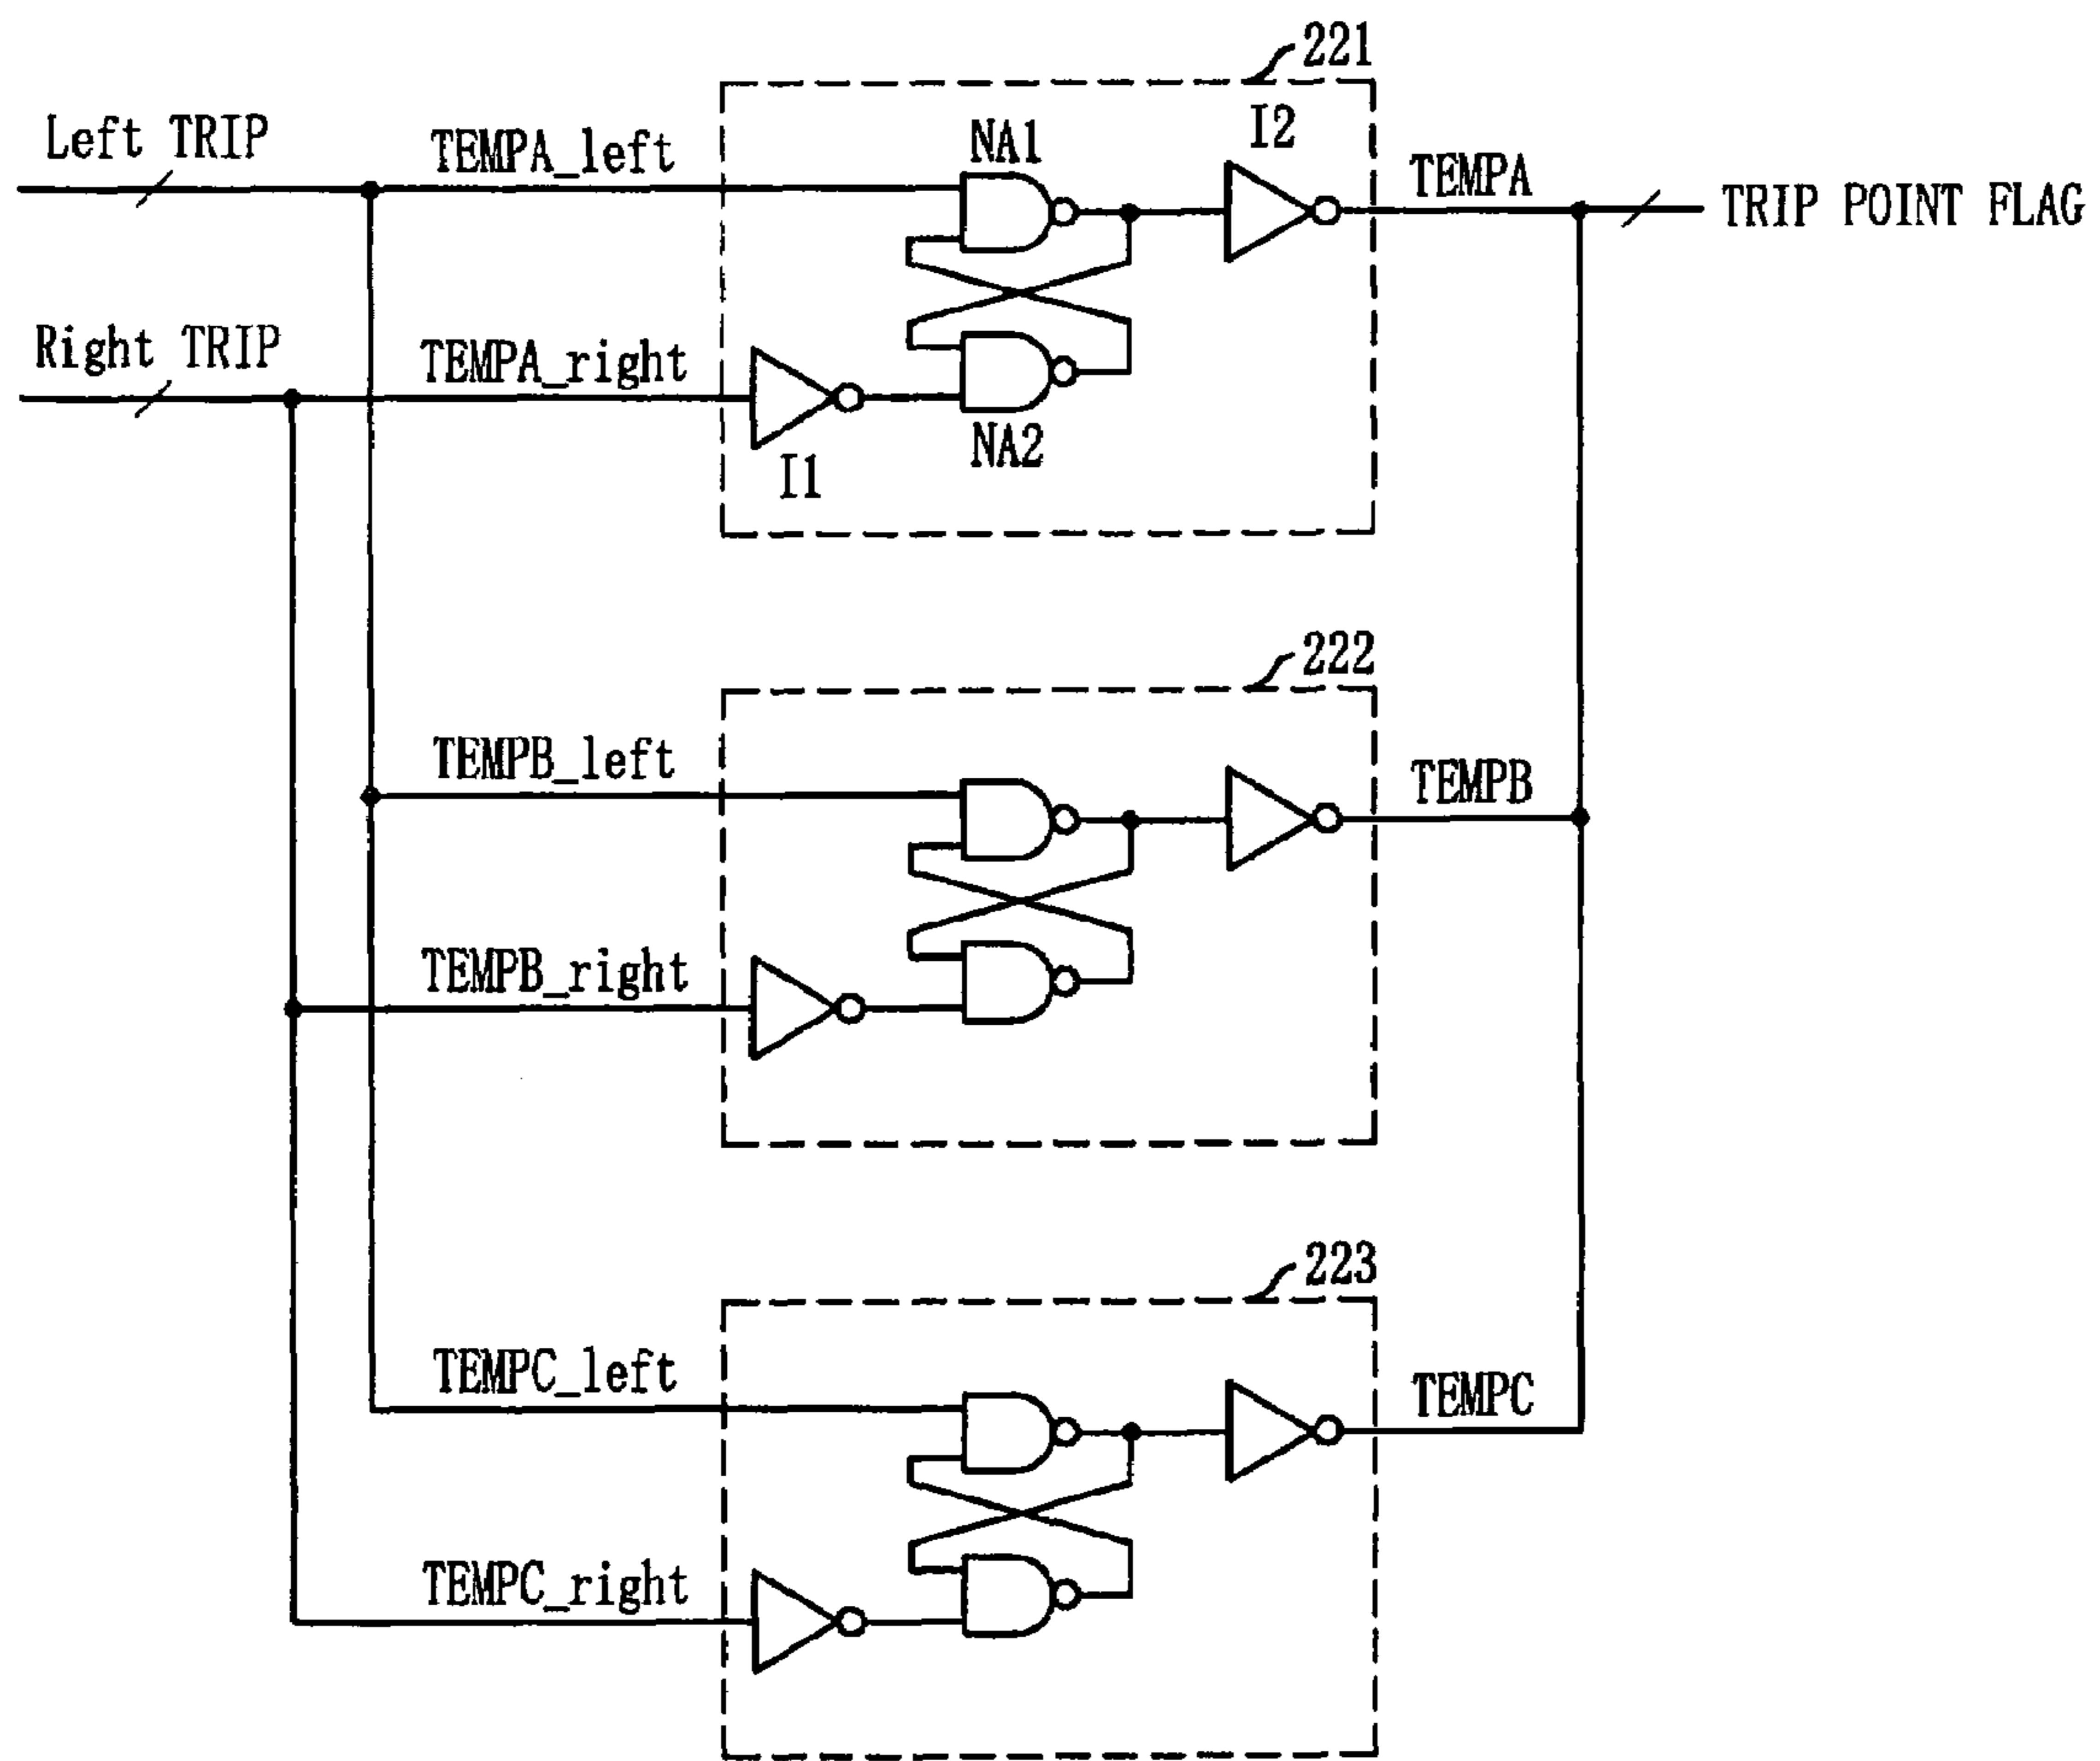 221
Left TRIP
TEMPA_left
NA1
I2
TEMPA
TRIP POINT FLAG
Right TRIP
TEMPA_right
I1
NA2
222
TEMPB_left
TEMPB
TEMPB_right
223
TEMPC_left
TEMPC
TEMPC_right